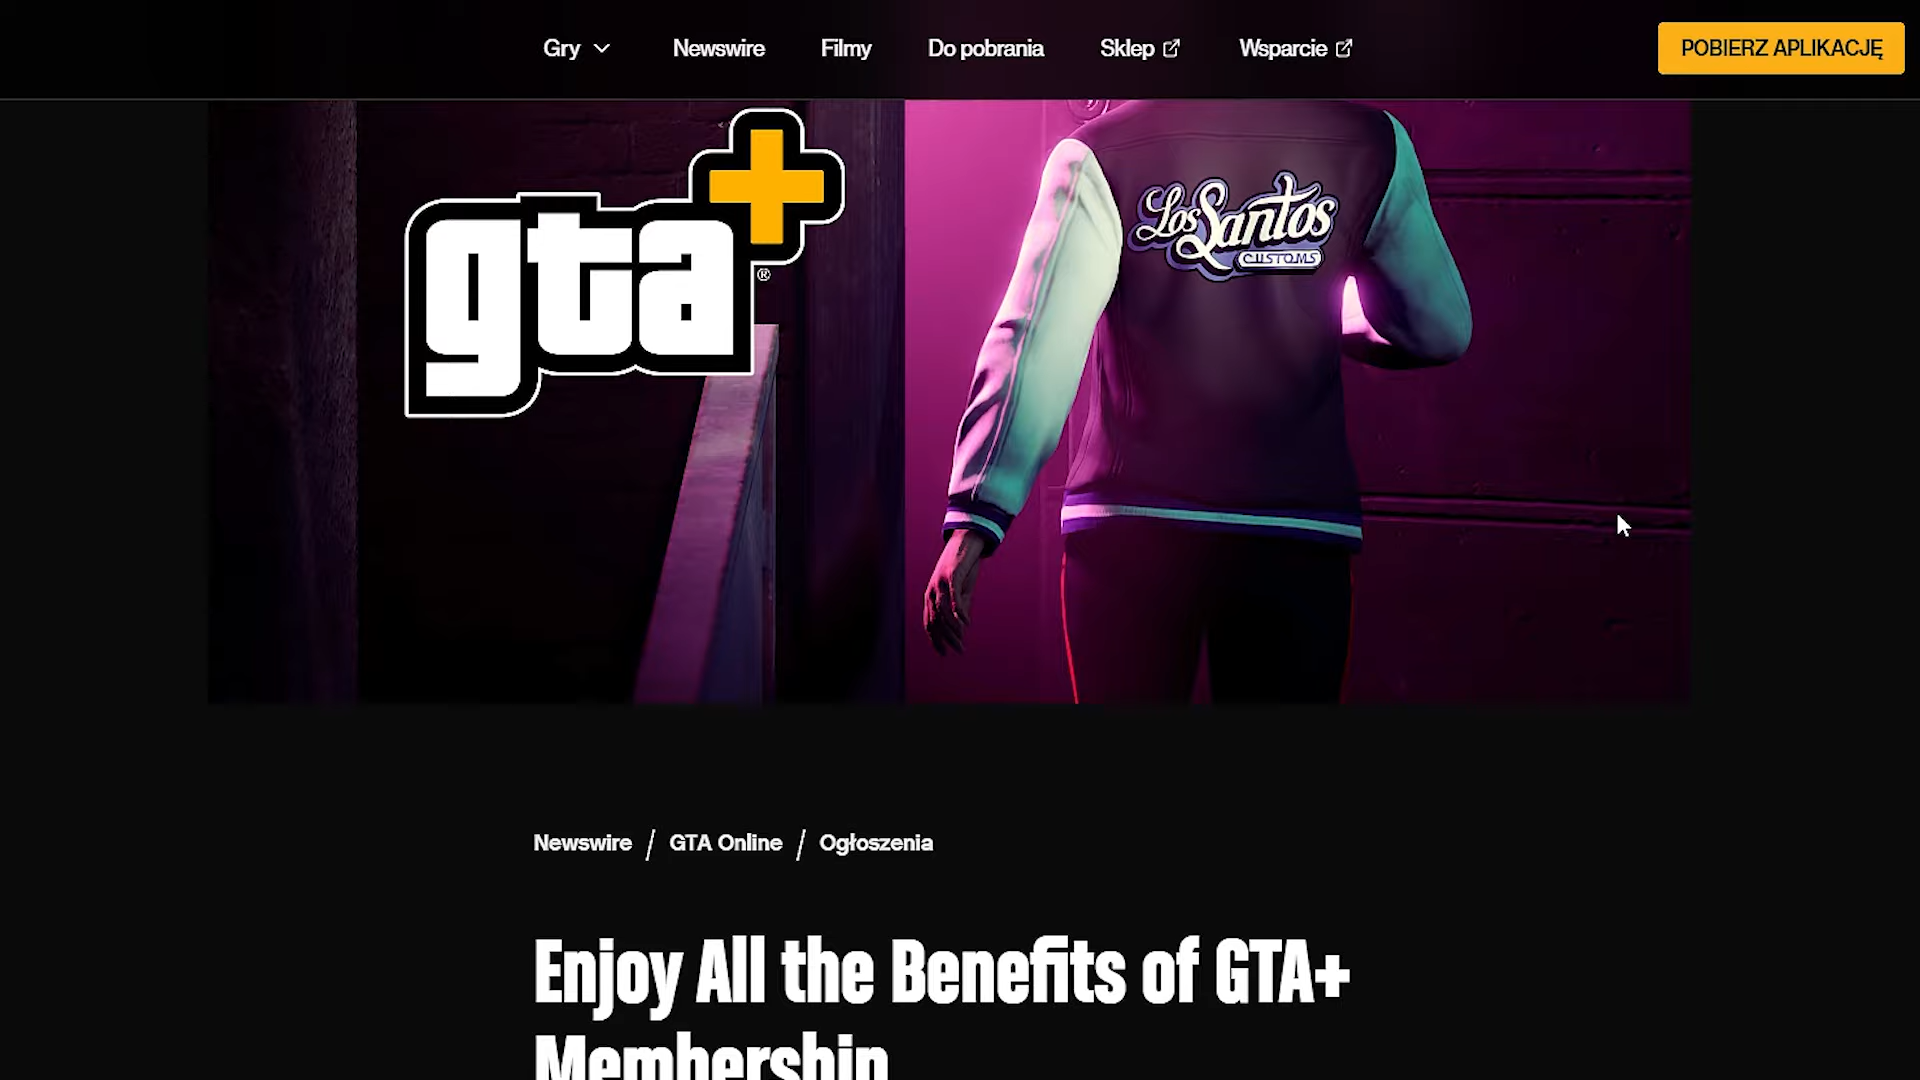 Gry
Newswire
Filmy
Do pobrania
Sklep
Wsparcie
POBIERZ APLIKACJĘ
gta+
®
Los Santos
CUSTOMS
Newswire / GTA Online / Ogłoszenia
Enjoy All the Benefits of GTA+
Membership